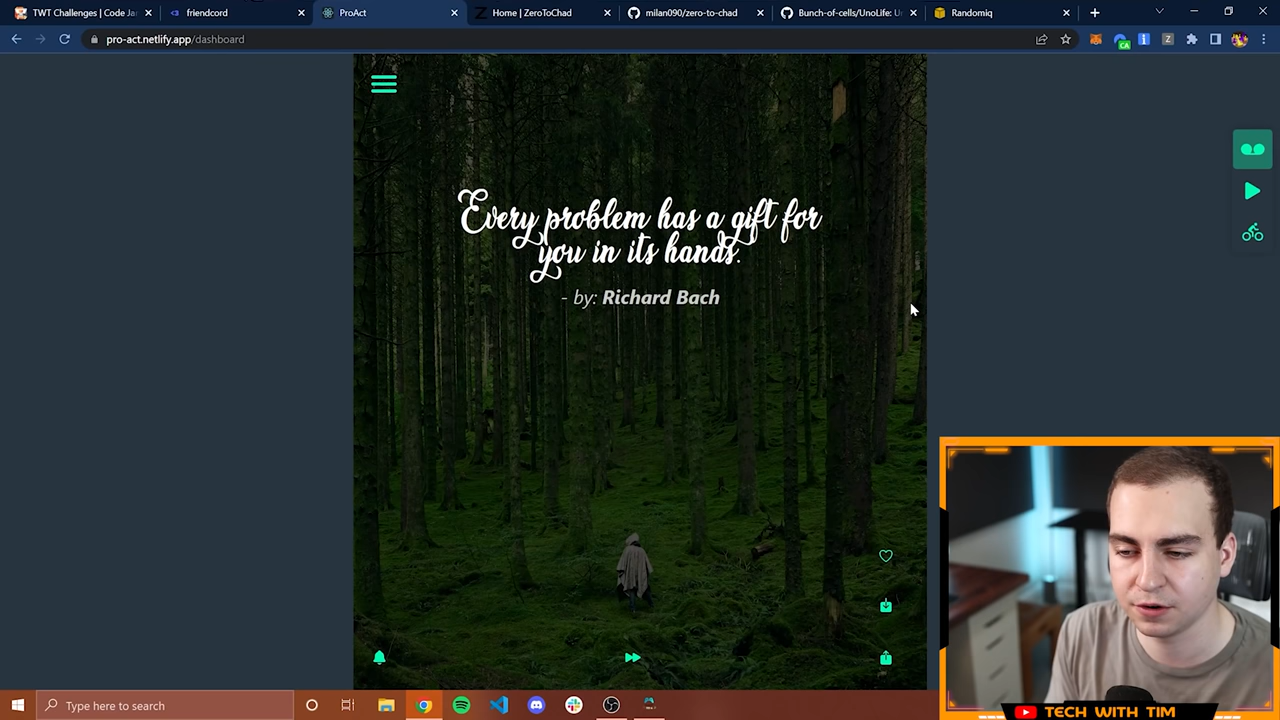 TWT Challenges | Code Ja
friendcord
ProAct
Home | ZeroToChad
milan090/zero-to-chad
Bunch-of-cells/UnoLife: U
Randomiq
pro-act.netlify.app/dashboard
CA
Every problem has a gift for
you in its hands.
- by: Richard Bach
Type here to search
TECH WITH TIM